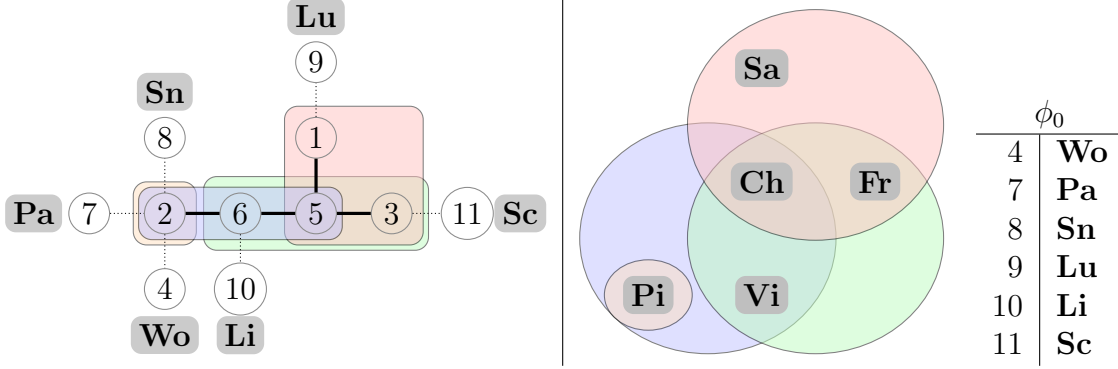 Lu
9
Sn
8
1
Pa 7 2 6 5 3 11 Sc
4 10
Wo Li
Sa
Ch Fr
Pi Vi
ϕ0
4 Wo
7 Pa
8 Sn
9 Lu
10 Li
11 Sc